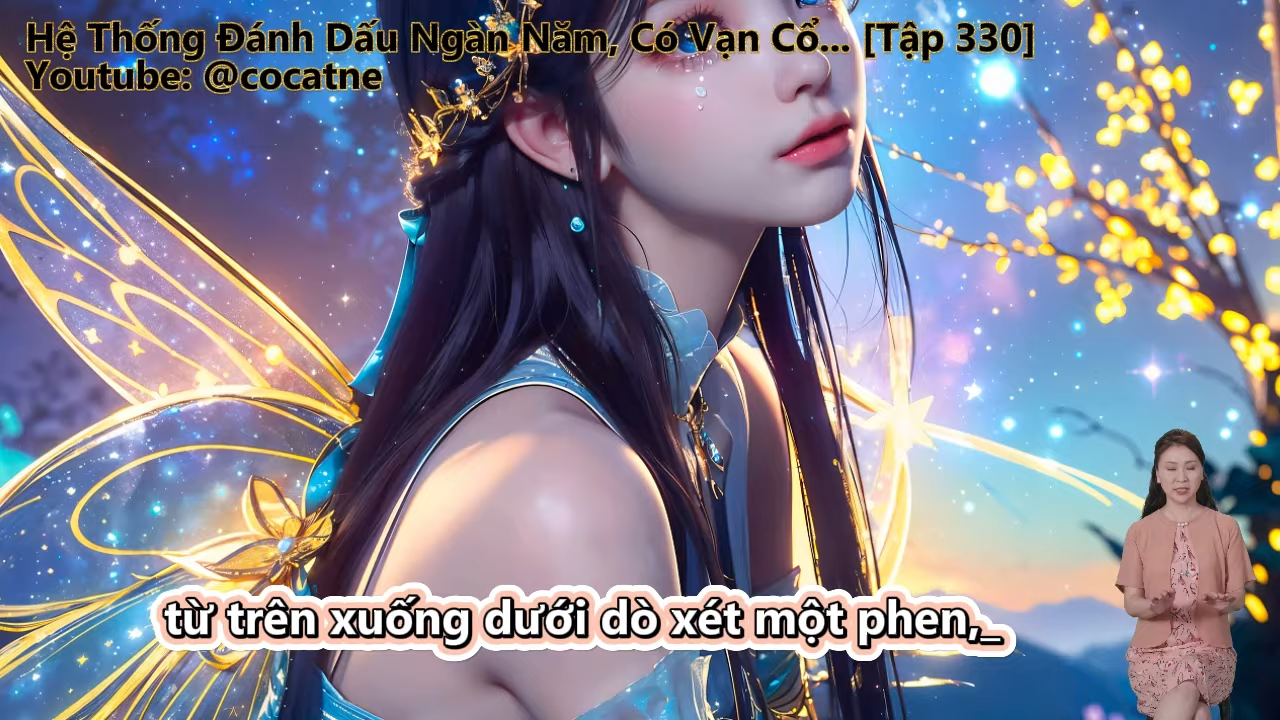 Hệ Thống Đánh Dấu Ngàn Năm, Có Vạn Cổ... [Tập 330]
Youtube: @cocatne
từ trên xuống dưới dò xét một phen,_